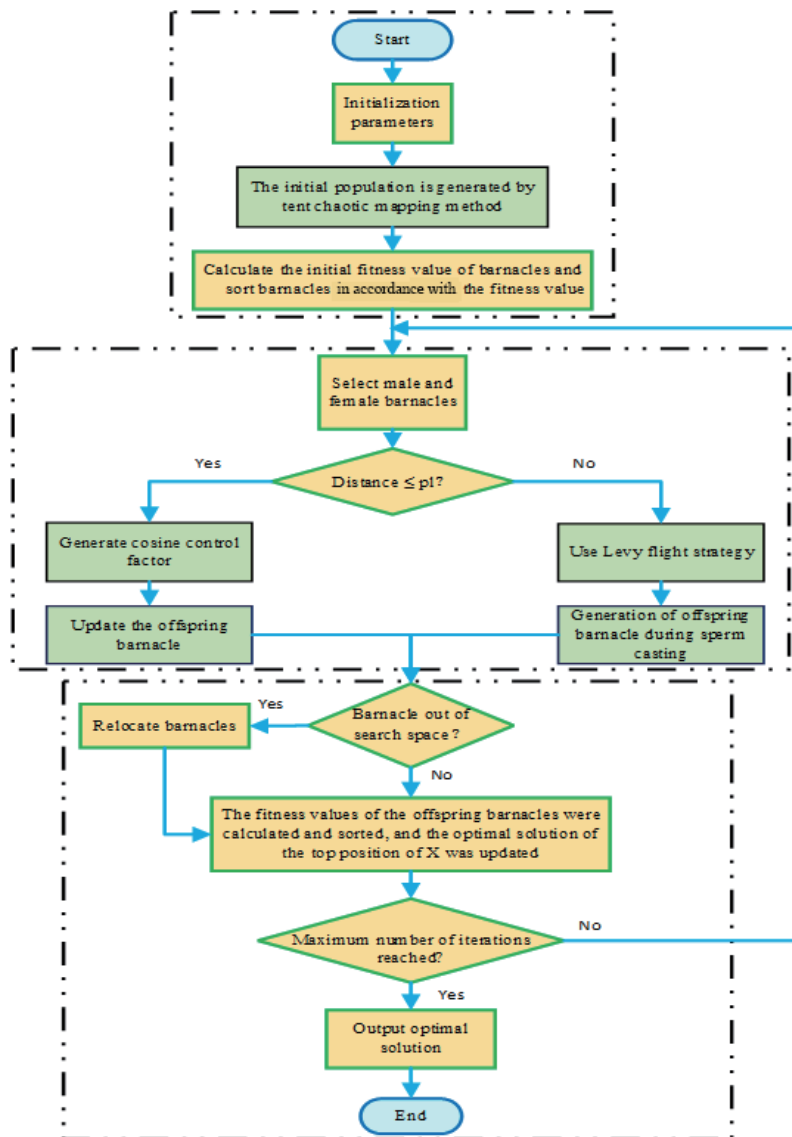 Start
Initialization
parameters
The initial population is generated by
tent chaotic mapping method
Calculate the initial fitness value of barnacles and
sort barnacles in accordance with the fitness value
Select male and
female barnacles
Yes
No
Distance ≤ pl?
Generate cosine control
factor
Use Levy flight strategy
Update the offspring
barnacle
Generation of offspring
barnacle during sperm
casting
Relocate barnacles
Yes
Barnacle out of
search space?
No
The fitness values of the offspring barnacles were
calculated and sorted, and the optimal solution of
the top position of X was updated
No
Maximum number of iterations
reached?
Yes
Output optimal
solution
End